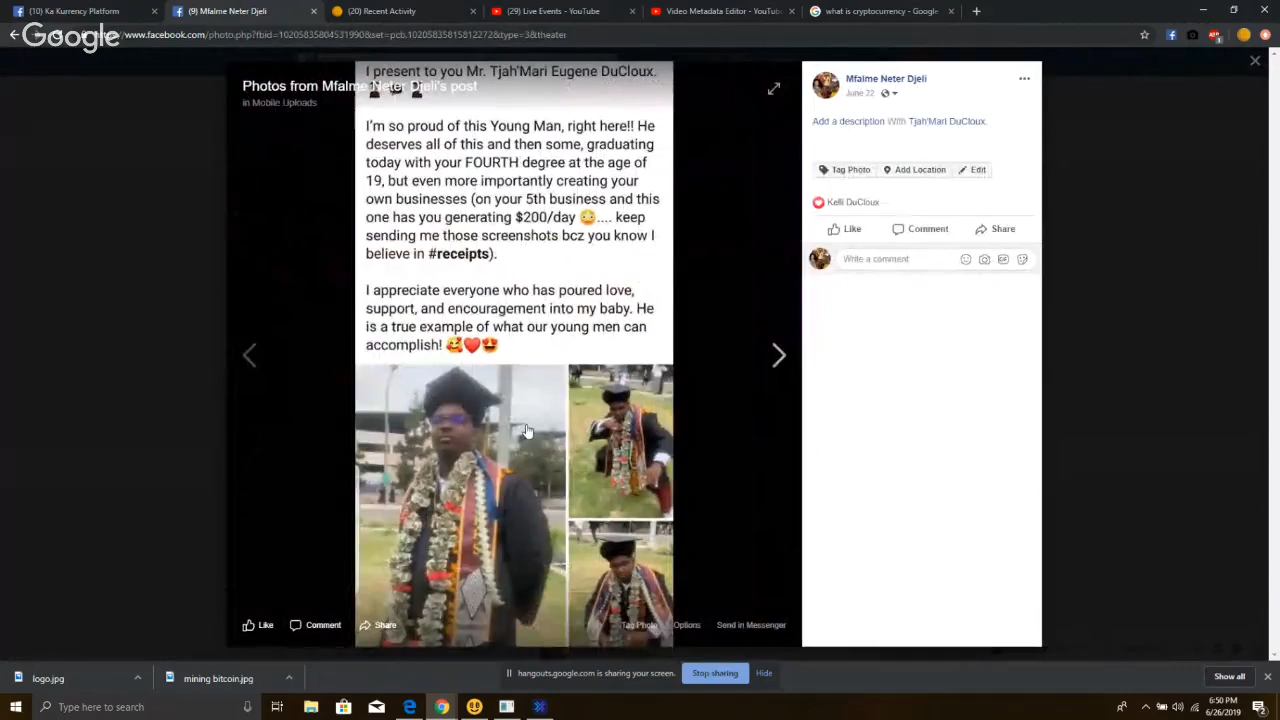 (10) Ka Kurrency Platform
(9) Mfalme Neter Djeli
(20) Recent Activity
(29) Live Events - YouTube
Video Metadata Editor - YouTube
what is cryptocurrency - Google
Google
www.facebook.com/photo.php?fbid=10205835804531990&set=pcb.10205835815812272&type=3&theater
I present to you Mr. Tjah'Mari Eugene DuCloux.
Photos from Mfalme Neter Djeli's post
in Mobile Uploads
I'm so proud of this Young Man, right here!! He
deserves all of this and then some, graduating
today with your FOURTH degree at the age of
19, but even more importantly creating your
own businesses (on your 5th business and this
one has you generating $200/day 😳.... keep
sending me those screenshots bcz you know I
believe in #receipts).
I appreciate everyone who has poured love,
support, and encouragement into my baby. He
is a true example of what our young men can
accomplish! 🥰❤️😍
Like Comment Share
Tag Photo Options Send in Messenger
Mfalme Neter Djeli
June 22
Add a description With Tjah'Mari DuCloux.
Tag Photo Add Location Edit
Kelli DuCloux
Like Comment Share
Write a comment
GIF
logo.jpg
mining bitcoin.jpg
hangouts.google.com is sharing your screen.
Stop sharing
Hide
Show all
Type here to search
6:50 PM
6/26/2019